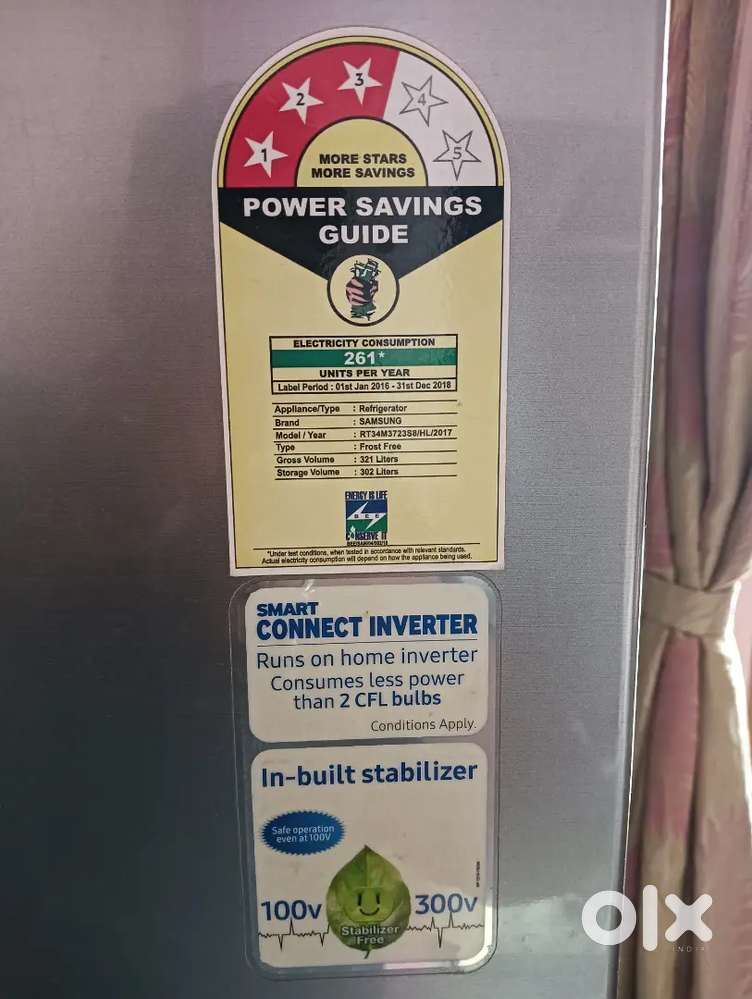 1 2 3 4 5
MORE STARS
MORE SAVINGS
POWER SAVINGS
GUIDE
ELECTRICITY CONSUMPTION
261*
UNITS PER YEAR
Label Period : 01st Jan 2016 - 31st Dec 2018
Appliance/Type : Refrigerator
Brand : SAMSUNG
Model / Year : RT34M3723S8/HL/2017
Type : Frost Free
Gross Volume : 321 Liters
Storage Volume : 302 Liters
ENERGY IS LIFE
BEE
CONSERVE IT
*Under test conditions, when tested in accordance with relevant standards.
Actual electricity consumption will depend on how the appliance being used.
SMART
CONNECT INVERTER
Runs on home inverter
Consumes less power
than 2 CFL bulbs
Conditions Apply.
In-built stabilizer
Safe operation
even at 100V
100v 300v
Stabilizer
Free
olx
INDIA